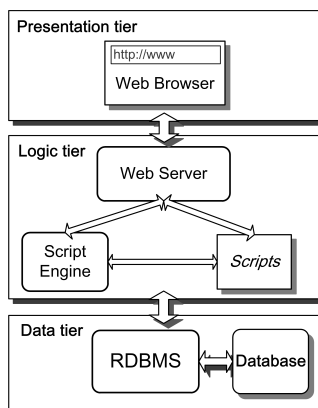 Presentation tier
http://www
Web Browser
Logic tier
Web Server
Script
Engine
Scripts
Data tier
RDBMS
Database